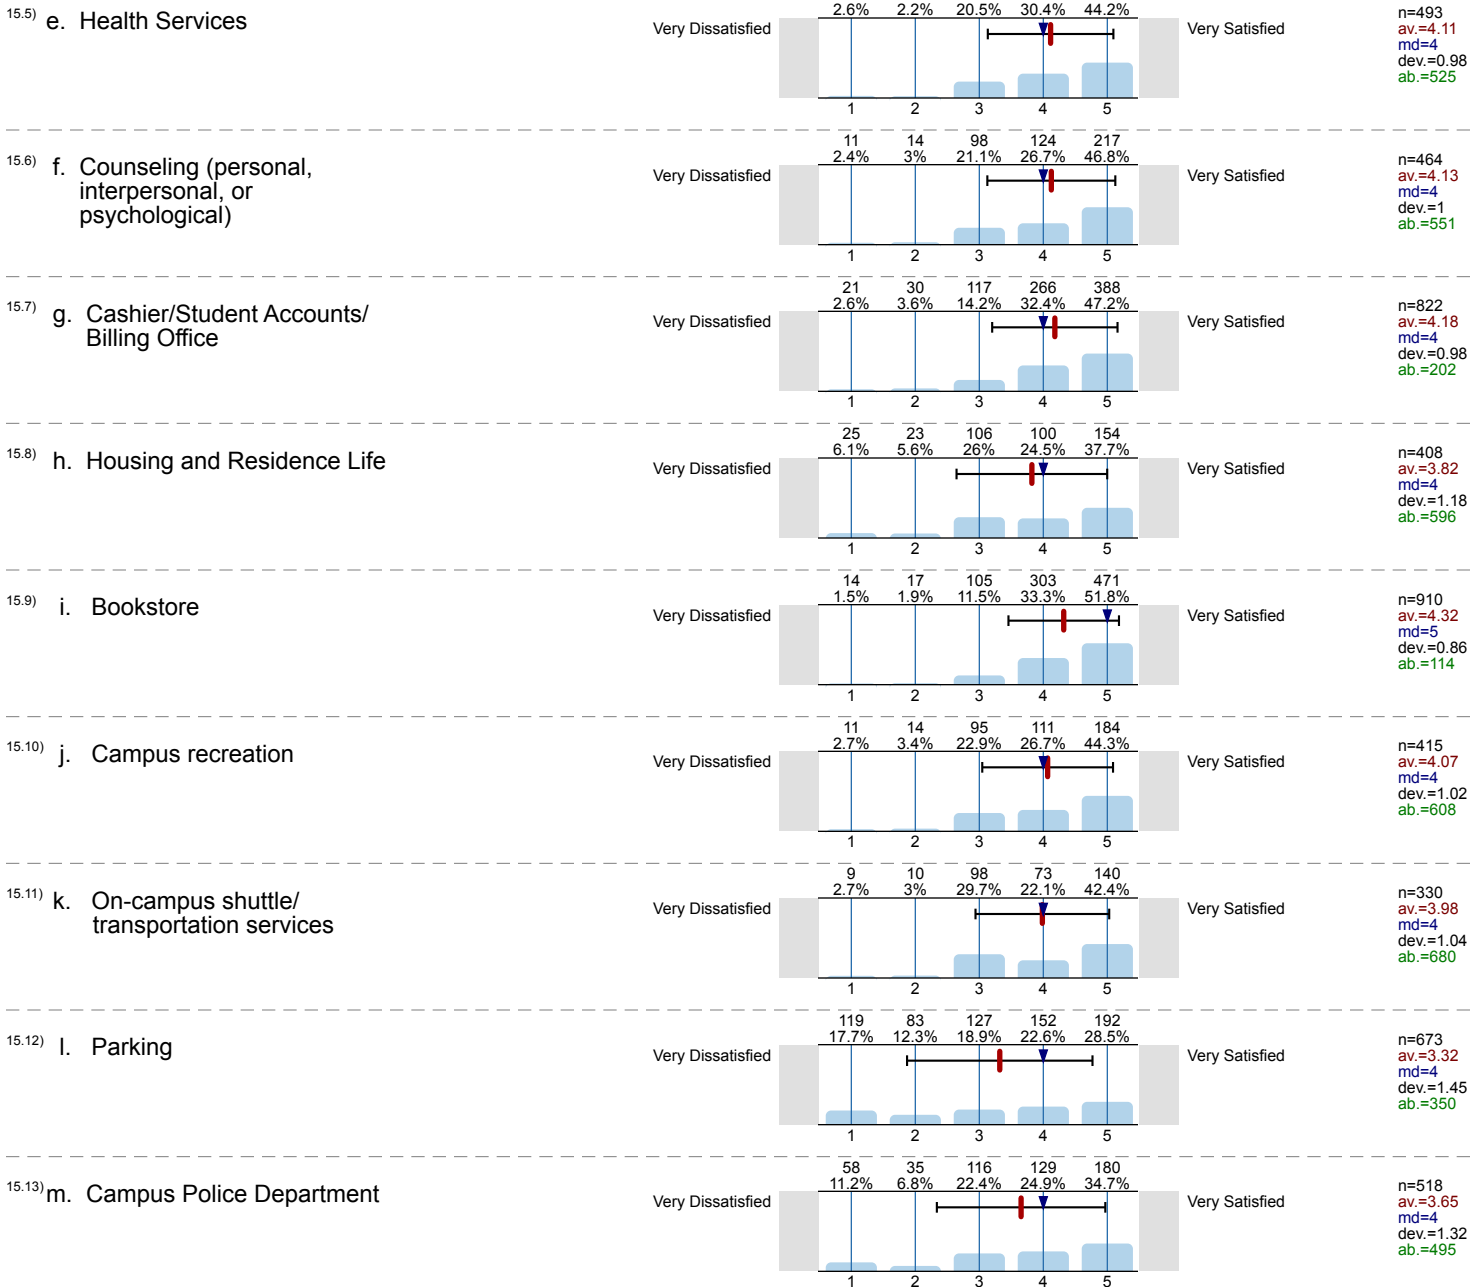 2.6% 2.2% 20.5% 30.4% 44.2%
15.5) e. Health Services
Very Dissatisfied Very Satisfied
n=493
av.=4.11
md=4
dev.=0.98
ab.=525
1 2 3 4 5
11 14 98 124 217
2.4% 3% 21.1% 26.7% 46.8%
15.6) f. Counseling (personal,
interpersonal, or
psychological)
Very Dissatisfied Very Satisfied
n=464
av.=4.13
md=4
dev.=1
ab.=551
1 2 3 4 5
21 30 117 266 388
2.6% 3.6% 14.2% 32.4% 47.2%
15.7) g. Cashier/Student Accounts/
Billing Office
Very Dissatisfied Very Satisfied
n=822
av.=4.18
md=4
dev.=0.98
ab.=202
1 2 3 4 5
25 23 106 100 154
6.1% 5.6% 26% 24.5% 37.7%
15.8) h. Housing and Residence Life
Very Dissatisfied Very Satisfied
n=408
av.=3.82
md=4
dev.=1.18
ab.=596
1 2 3 4 5
14 17 105 303 471
1.5% 1.9% 11.5% 33.3% 51.8%
15.9) i. Bookstore
Very Dissatisfied Very Satisfied
n=910
av.=4.32
md=5
dev.=0.86
ab.=114
1 2 3 4 5
11 14 95 111 184
2.7% 3.4% 22.9% 26.7% 44.3%
15.10) j. Campus recreation
Very Dissatisfied Very Satisfied
n=415
av.=4.07
md=4
dev.=1.02
ab.=608
1 2 3 4 5
9 10 98 73 140
2.7% 3% 29.7% 22.1% 42.4%
15.11) k. On-campus shuttle/
transportation services
Very Dissatisfied Very Satisfied
n=330
av.=3.98
md=4
dev.=1.04
ab.=680
1 2 3 4 5
119 83 127 152 192
17.7% 12.3% 18.9% 22.6% 28.5%
15.12) l. Parking
Very Dissatisfied Very Satisfied
n=673
av.=3.32
md=4
dev.=1.45
ab.=350
1 2 3 4 5
58 35 116 129 180
11.2% 6.8% 22.4% 24.9% 34.7%
15.13) m. Campus Police Department
Very Dissatisfied Very Satisfied
n=518
av.=3.65
md=4
dev.=1.32
ab.=495
1 2 3 4 5